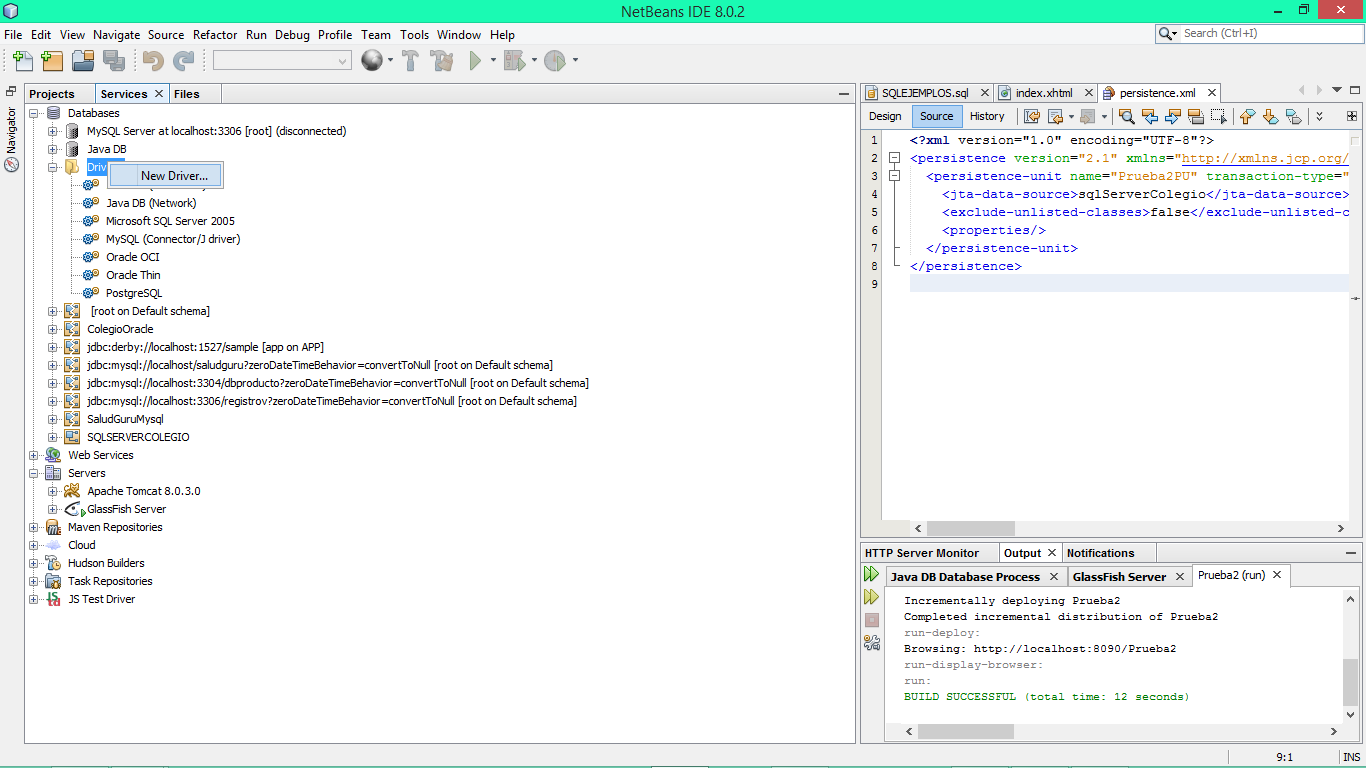 NetBeans IDE 8.0.2
File Edit View Navigate Source Refactor Run Debug Profile Team Tools Window Help
Search (Ctrl+I)
Navigator
Projects Services Files
Databases
MySQL Server at localhost:3306 [root] (disconnected)
Java DB
Driv
New Driver...
Java DB (Network)
Microsoft SQL Server 2005
MySQL (Connector/J driver)
Oracle OCI
Oracle Thin
PostgreSQL
[root on Default schema]
ColegioOracle
jdbc:derby://localhost:1527/sample [app on APP]
jdbc:mysql://localhost/saludguru?zeroDateTimeBehavior=convertToNull [root on Default schema]
jdbc:mysql://localhost:3304/dbproducto?zeroDateTimeBehavior=convertToNull [root on Default schema]
jdbc:mysql://localhost:3306/registrov?zeroDateTimeBehavior=convertToNull [root on Default schema]
SaludGuruMysql
SQLSERVERCOLEGIO
Web Services
Servers
Apache Tomcat 8.0.3.0
GlassFish Server
Maven Repositories
Cloud
Hudson Builders
Task Repositories
JS Test Driver
SQLEJEMPLOS.sql index.xhtml persistence.xml
Design Source History
1 <?xml version="1.0" encoding="UTF-8"?>
2 <persistence version="2.1" xmlns="http://xmlns.jcp.org/
3 <persistence-unit name="Prueba2PU" transaction-type="
4 <jta-data-source>sqlServerColegio</jta-data-source>
5 <exclude-unlisted-classes>false</exclude-unlisted-c
6 <properties/>
7 </persistence-unit>
8 </persistence>
9
HTTP Server Monitor Output Notifications
Java DB Database Process GlassFish Server Prueba2 (run)
Incrementally deploying Prueba2
Completed incremental distribution of Prueba2
run-deploy:
Browsing: http://localhost:8090/Prueba2
run-display-browser:
run:
BUILD SUCCESSFUL (total time: 12 seconds)
9:1 INS